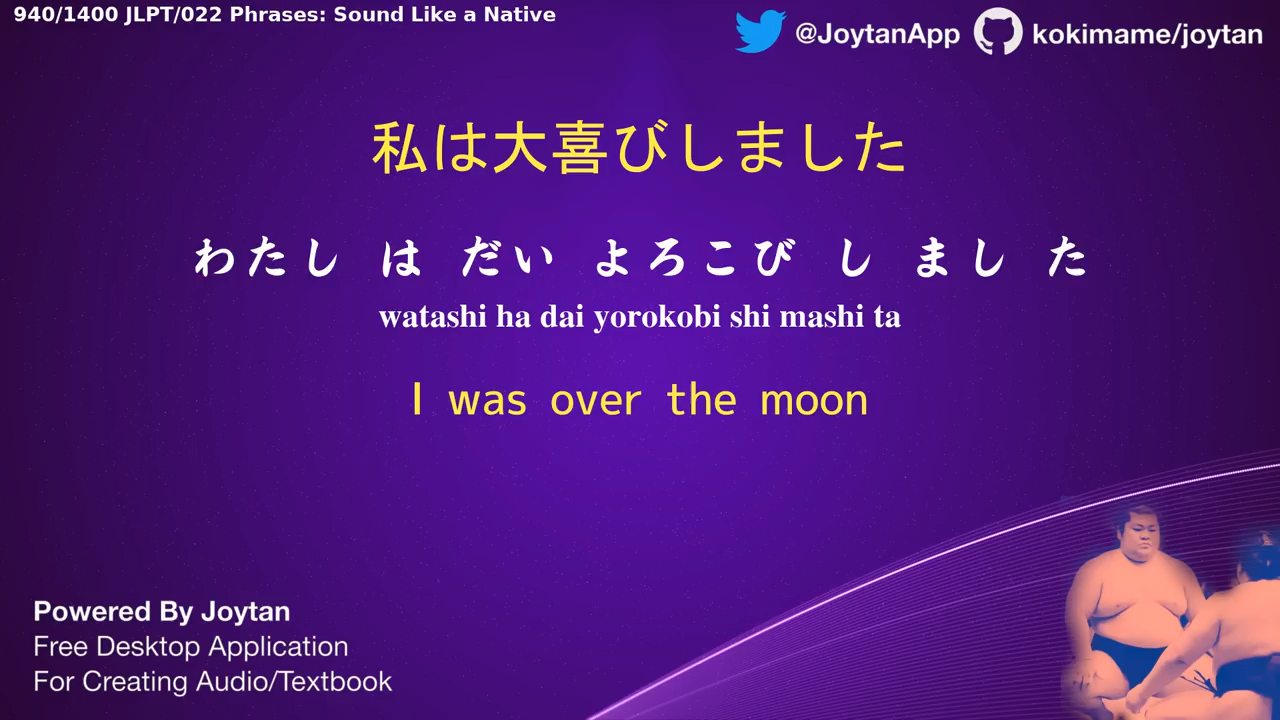 940/1400 JLPT/022 Phrases: Sound Like a Native
@JoytanApp kokimame/joytan
私は大喜びしました
わたし は だい よろこび し まし た
watashi ha dai yorokobi shi mashi ta
I was over the moon
Powered By Joytan
Free Desktop Application
For Creating Audio/Textbook